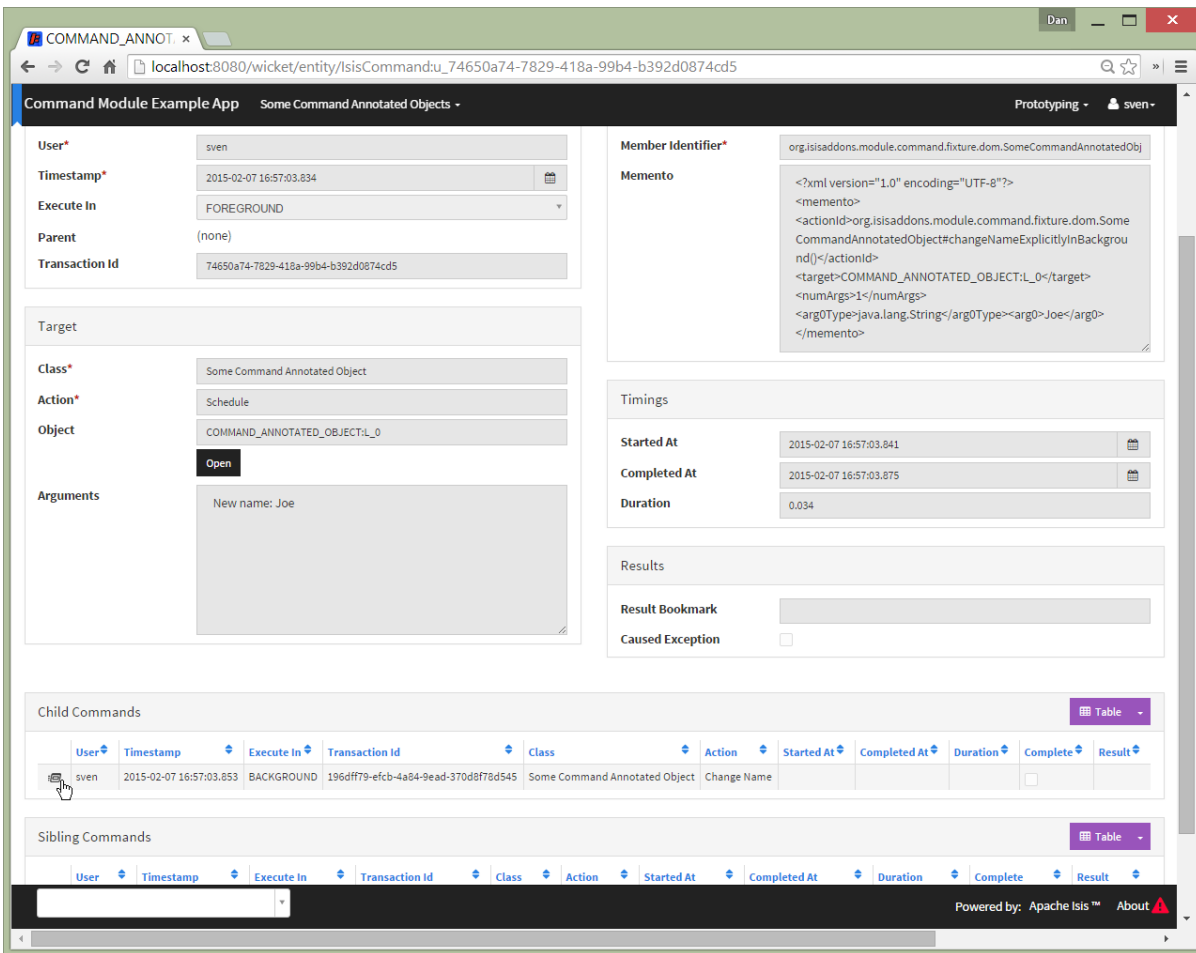 Dan
COMMAND_ANNOT.
localhost:8080/wicket/entity/IsisCommand:u_74650a74-7829-418a-99b4-b392d0874cd5
Command Module Example App Some Command Annotated Objects Prototyping sven
User* sven
Timestamp* 2015-02-07 16:57:03.834
Execute In FOREGROUND
Parent (none)
Transaction Id 74650a74-7829-418a-99b4-b392d0874cd5
Target
Class* Some Command Annotated Object
Action* Schedule
Object COMMAND_ANNOTATED_OBJECT:L_0
Open
Arguments New name: Joe
Member Identifier* org.isisaddons.module.command.fixture.dom.SomeCommandAnnotatedObj
Memento <?xml version="1.0" encoding="UTF-8"?>
<memento>
<actionId>org.isisaddons.module.command.fixture.dom.Some
CommandAnnotatedObject#changeNameExplicitlyInBackgrou
nd()</actionId>
<target>COMMAND_ANNOTATED_OBJECT:L_0</target>
<numArgs>1</numArgs>
<arg0Type>java.lang.String</arg0Type><arg0>Joe</arg0>
</memento>
Timings
Started At 2015-02-07 16:57:03.841
Completed At 2015-02-07 16:57:03.875
Duration 0.034
Results
Result Bookmark
Caused Exception
Child Commands Table
User Timestamp Execute In Transaction Id Class Action Started At Completed At Duration Complete Result
sven 2015-02-07 16:57:03.853 BACKGROUND 196dff79-efcb-4a84-9ead-370d8f78d545 Some Command Annotated Object Change Name
Sibling Commands Table
User Timestamp Execute In Transaction Id Class Action Started At Completed At Duration Complete Result
Powered by: Apache Isis™ About